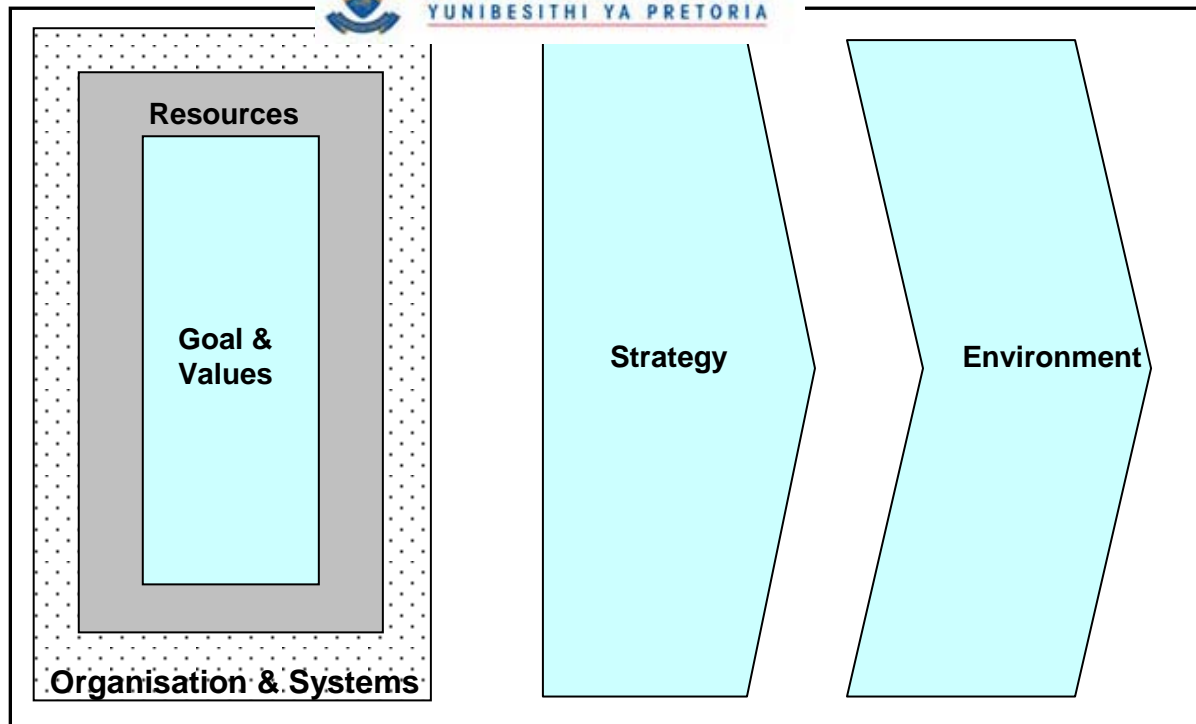 YUNIBESITHI YA PRETORIA
Resources
Goal &
Values
Strategy
Environment
Organisation & Systems